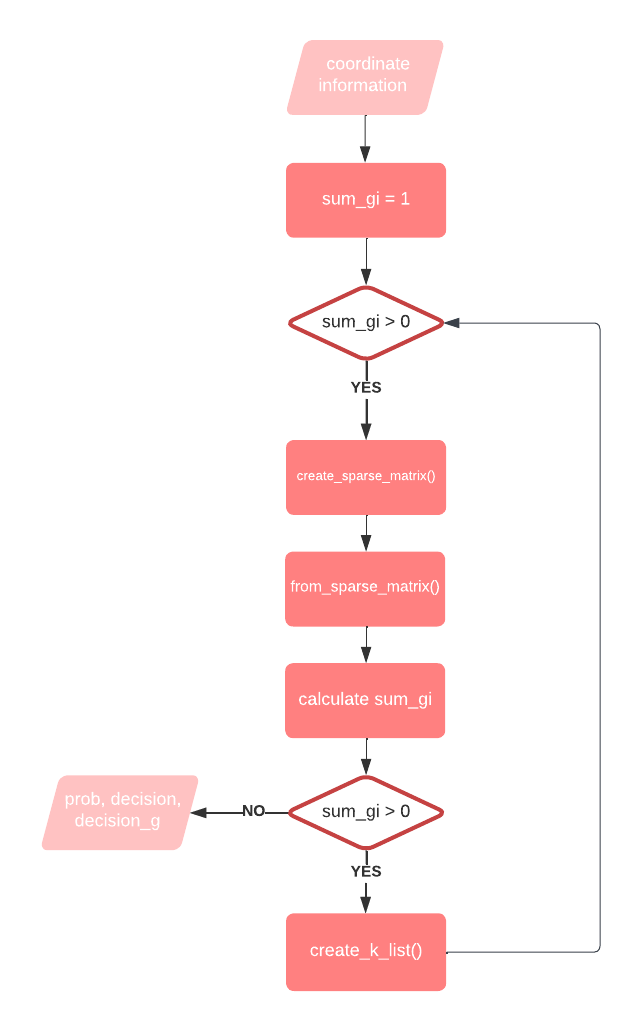 coordinate
information
sum_gi = 1
sum_gi > 0
YES
create_sparse_matrix()
from_sparse_matrix()
calculate sum_gi
prob, decision,
decision_g
NO
sum_gi > 0
YES
create_k_list()